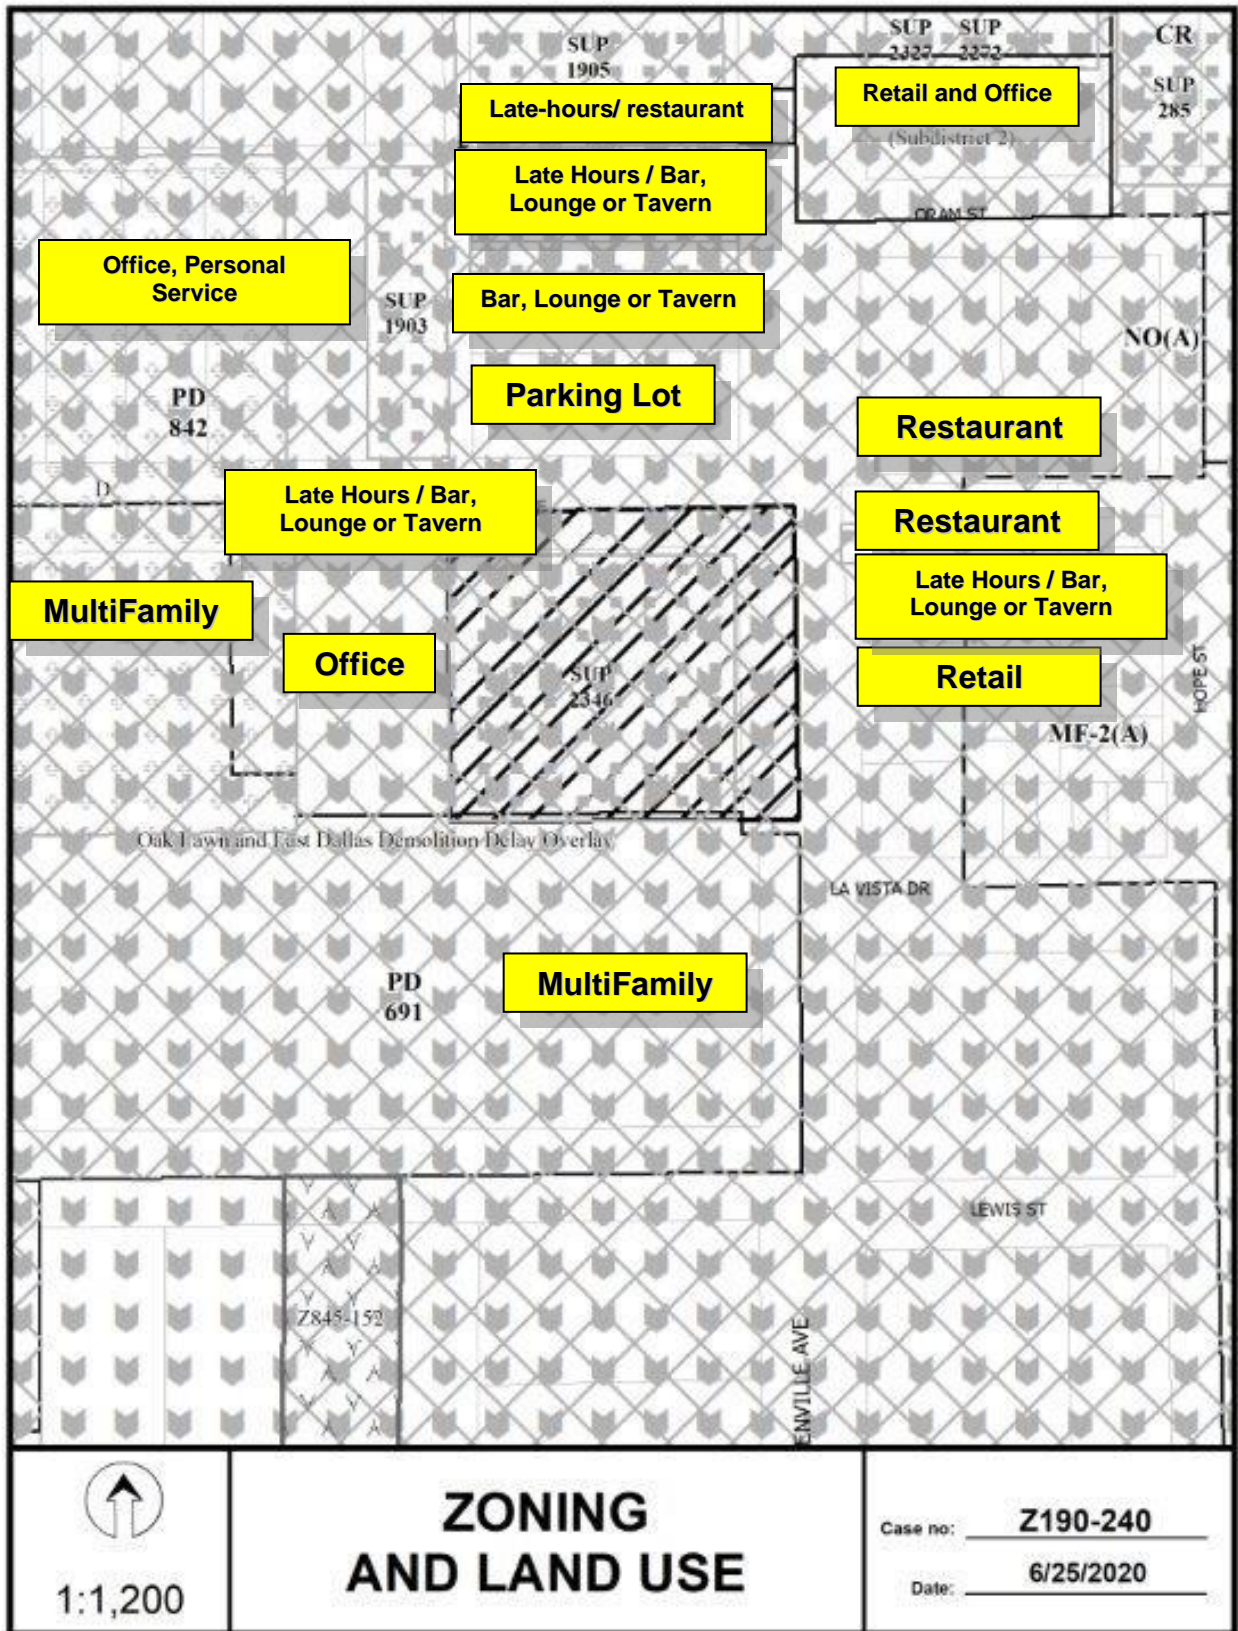 SUP
1905
SUP SUP
2327 2272
CR
SUP
285
Late-hours/ restaurant
Retail and Office
(Subdistrict 2)
Late Hours / Bar,
Lounge or Tavern
ORAM ST
Office, Personal
Service
SUP
1903
Bar, Lounge or Tavern
NO(A)
PD
842
Parking Lot
Restaurant
D
Late Hours / Bar,
Lounge or Tavern
Restaurant
Late Hours / Bar,
Lounge or Tavern
MultiFamily
Office
SUP
2346
Retail
HOPE ST
MF-2(A)
Oak Lawn and East Dallas Demolition Delay Overlay
LA VISTA DR
PD
691
MultiFamily
LEWIS ST
Z845-152
ENVILLE AVE
1:1,200
ZONING
AND LAND USE
Case no: Z190-240
Date: 6/25/2020